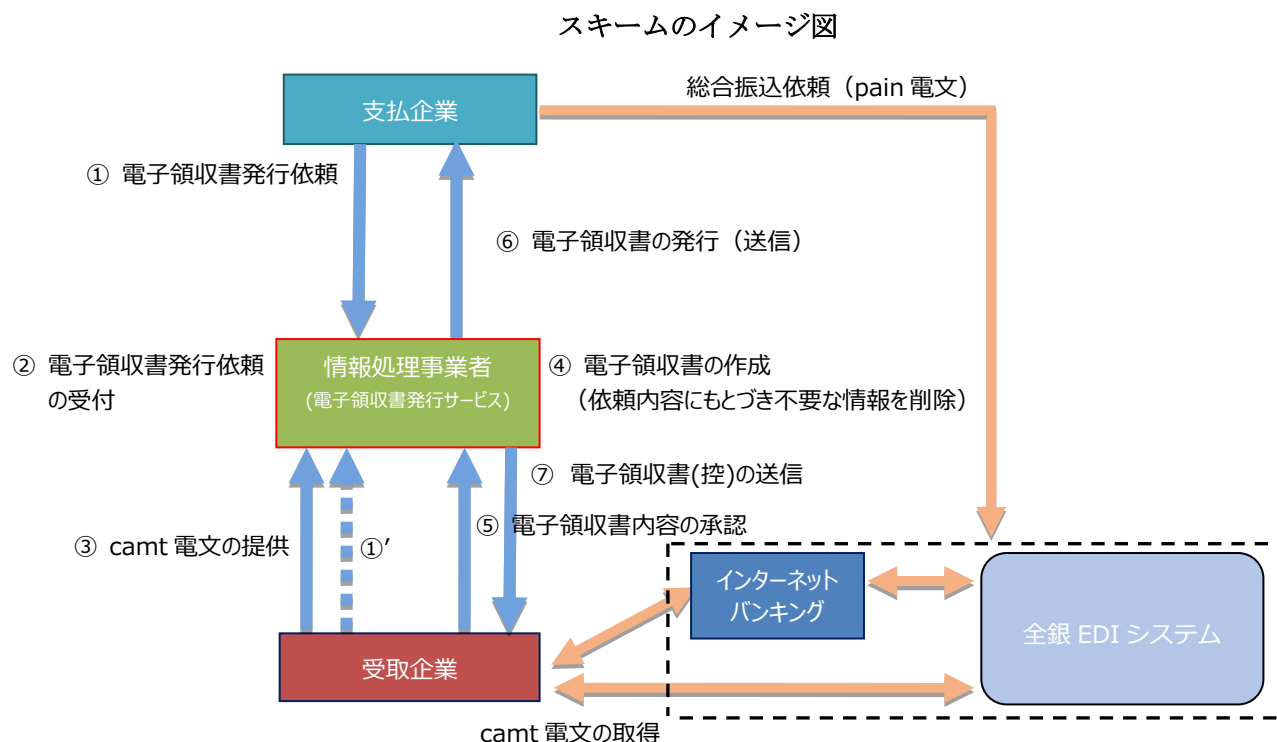 スキームのイメージ図
総合振込依頼（pain 電文）
支払企業
① 電子領収書発行依頼
⑥ 電子領収書の発行（送信）
② 電子領収書発行依頼
の受付
情報処理事業者
(電子領収書発行サービス)
④ 電子領収書の作成
（依頼内容にもとづき不要な情報を削除）
⑦ 電子領収書(控)の送信
⑤ 電子領収書内容の承認
③ camt 電文の提供
①′
インターネット
バンキング
全銀 EDI システム
受取企業
camt 電文の取得